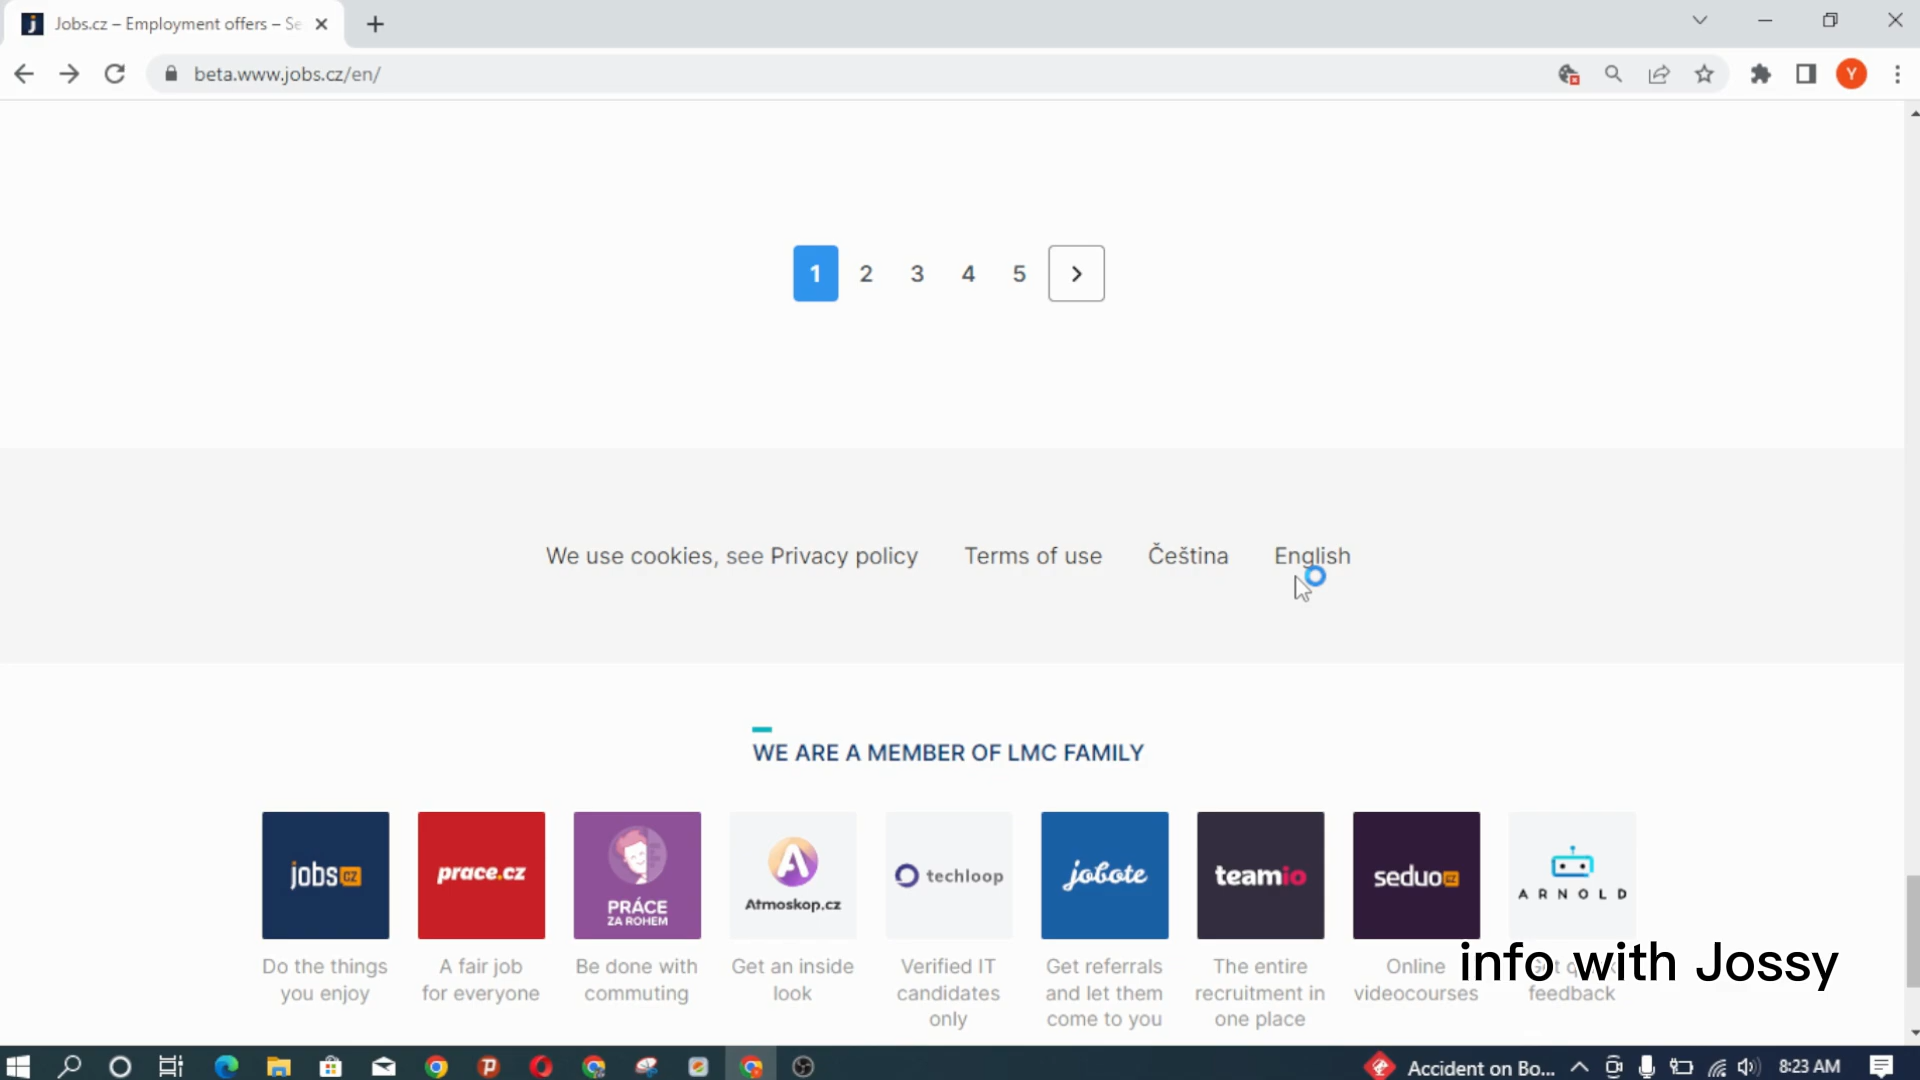 Jobs.cz – Employment offers – Se
beta.www.jobs.cz/en/
Y
1 2 3 4 5
We use cookies, see Privacy policy Terms of use Čeština English
WE ARE A MEMBER OF LMC FAMILY
jobs cz
prace.cz
PRÁCE
ZA ROHEM
Atmoskop.cz
techloop
jobote
teamio
seduo cz
ARNOLD
Do the things
you enjoy
A fair job
for everyone
Be done with
commuting
Get an inside
look
Verified IT
candidates
only
Get referrals
and let them
come to you
The entire
recruitment in
one place
Online
videocourses
feedback
info with Jossy
Accident on Bo...
8:23 AM